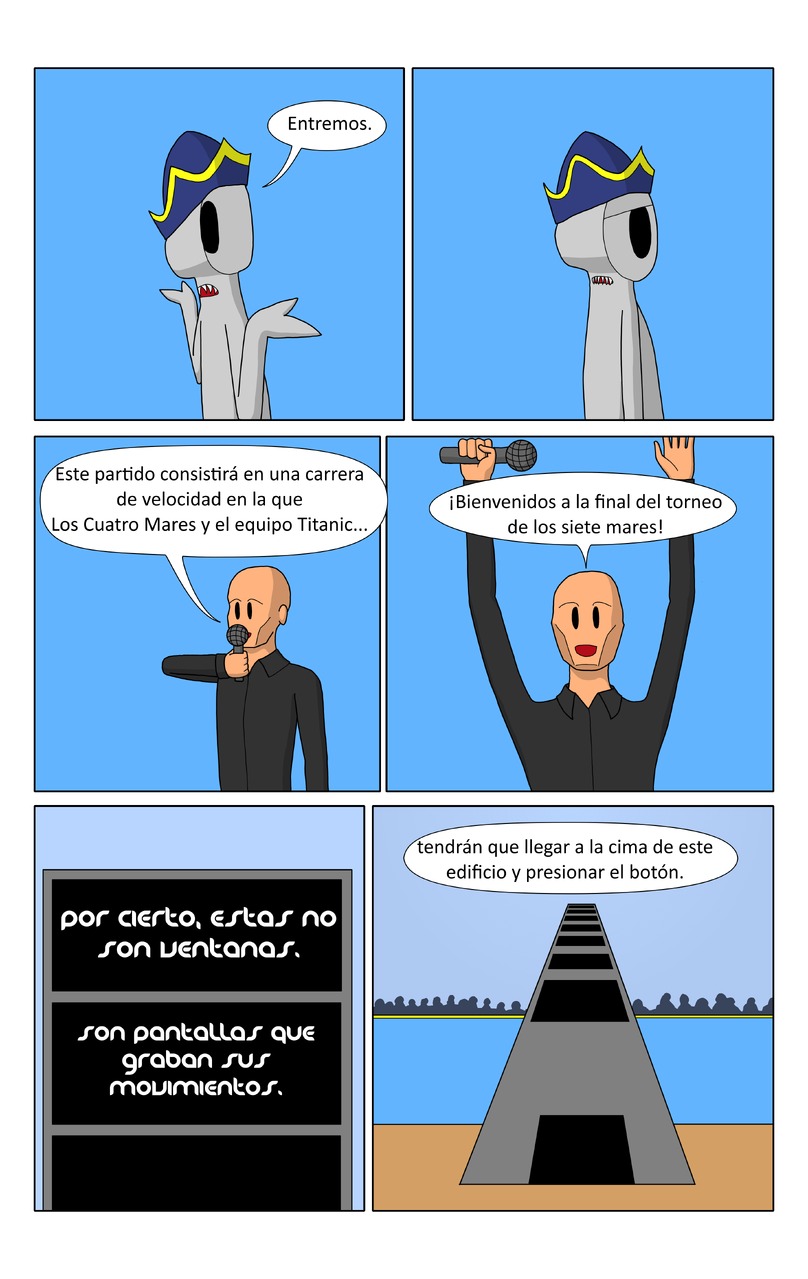 Entremos.
¡Bienvenidos a la final del torneo
de los siete mares!
Este partido consistirá en una carrera
de velocidad en la que
Los Cuatro Mares y el equipo Titanic...
tendrán que llegar a la cima de este
edificio y presionar el botón.
por cierto, estas no
son ventanas.
son pantallas que
graban sus
movimientos.